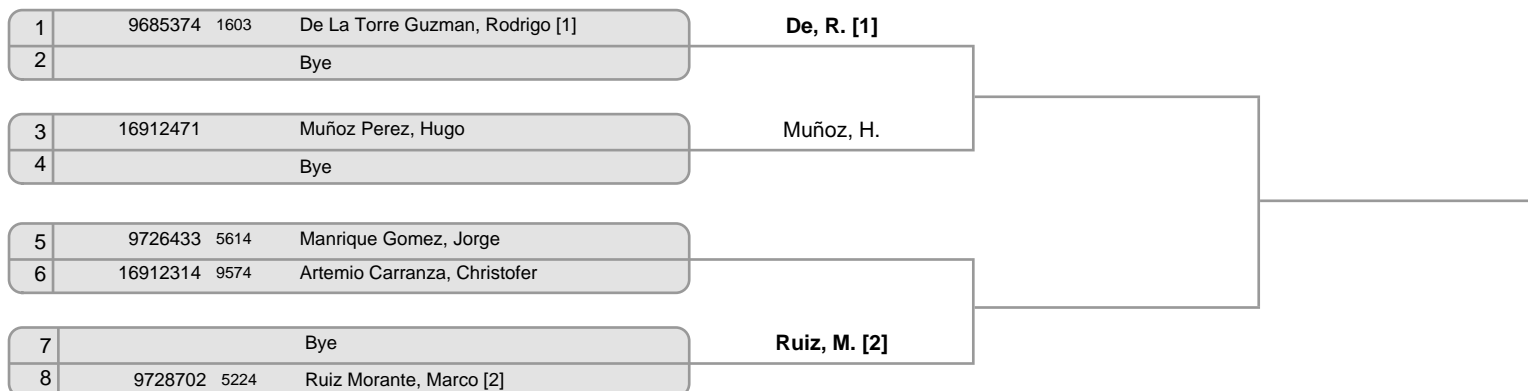 1 9685374 1603 De La Torre Guzman, Rodrigo [1] De, R. [1]
2 Bye
3 16912471 Muñoz Perez, Hugo Muñoz, H.
4 Bye
5 9726433 5614 Manrique Gomez, Jorge
6 16912314 9574 Artemio Carranza, Christofer
7 Bye Ruiz, M. [2]
8 9728702 5224 Ruiz Morante, Marco [2]